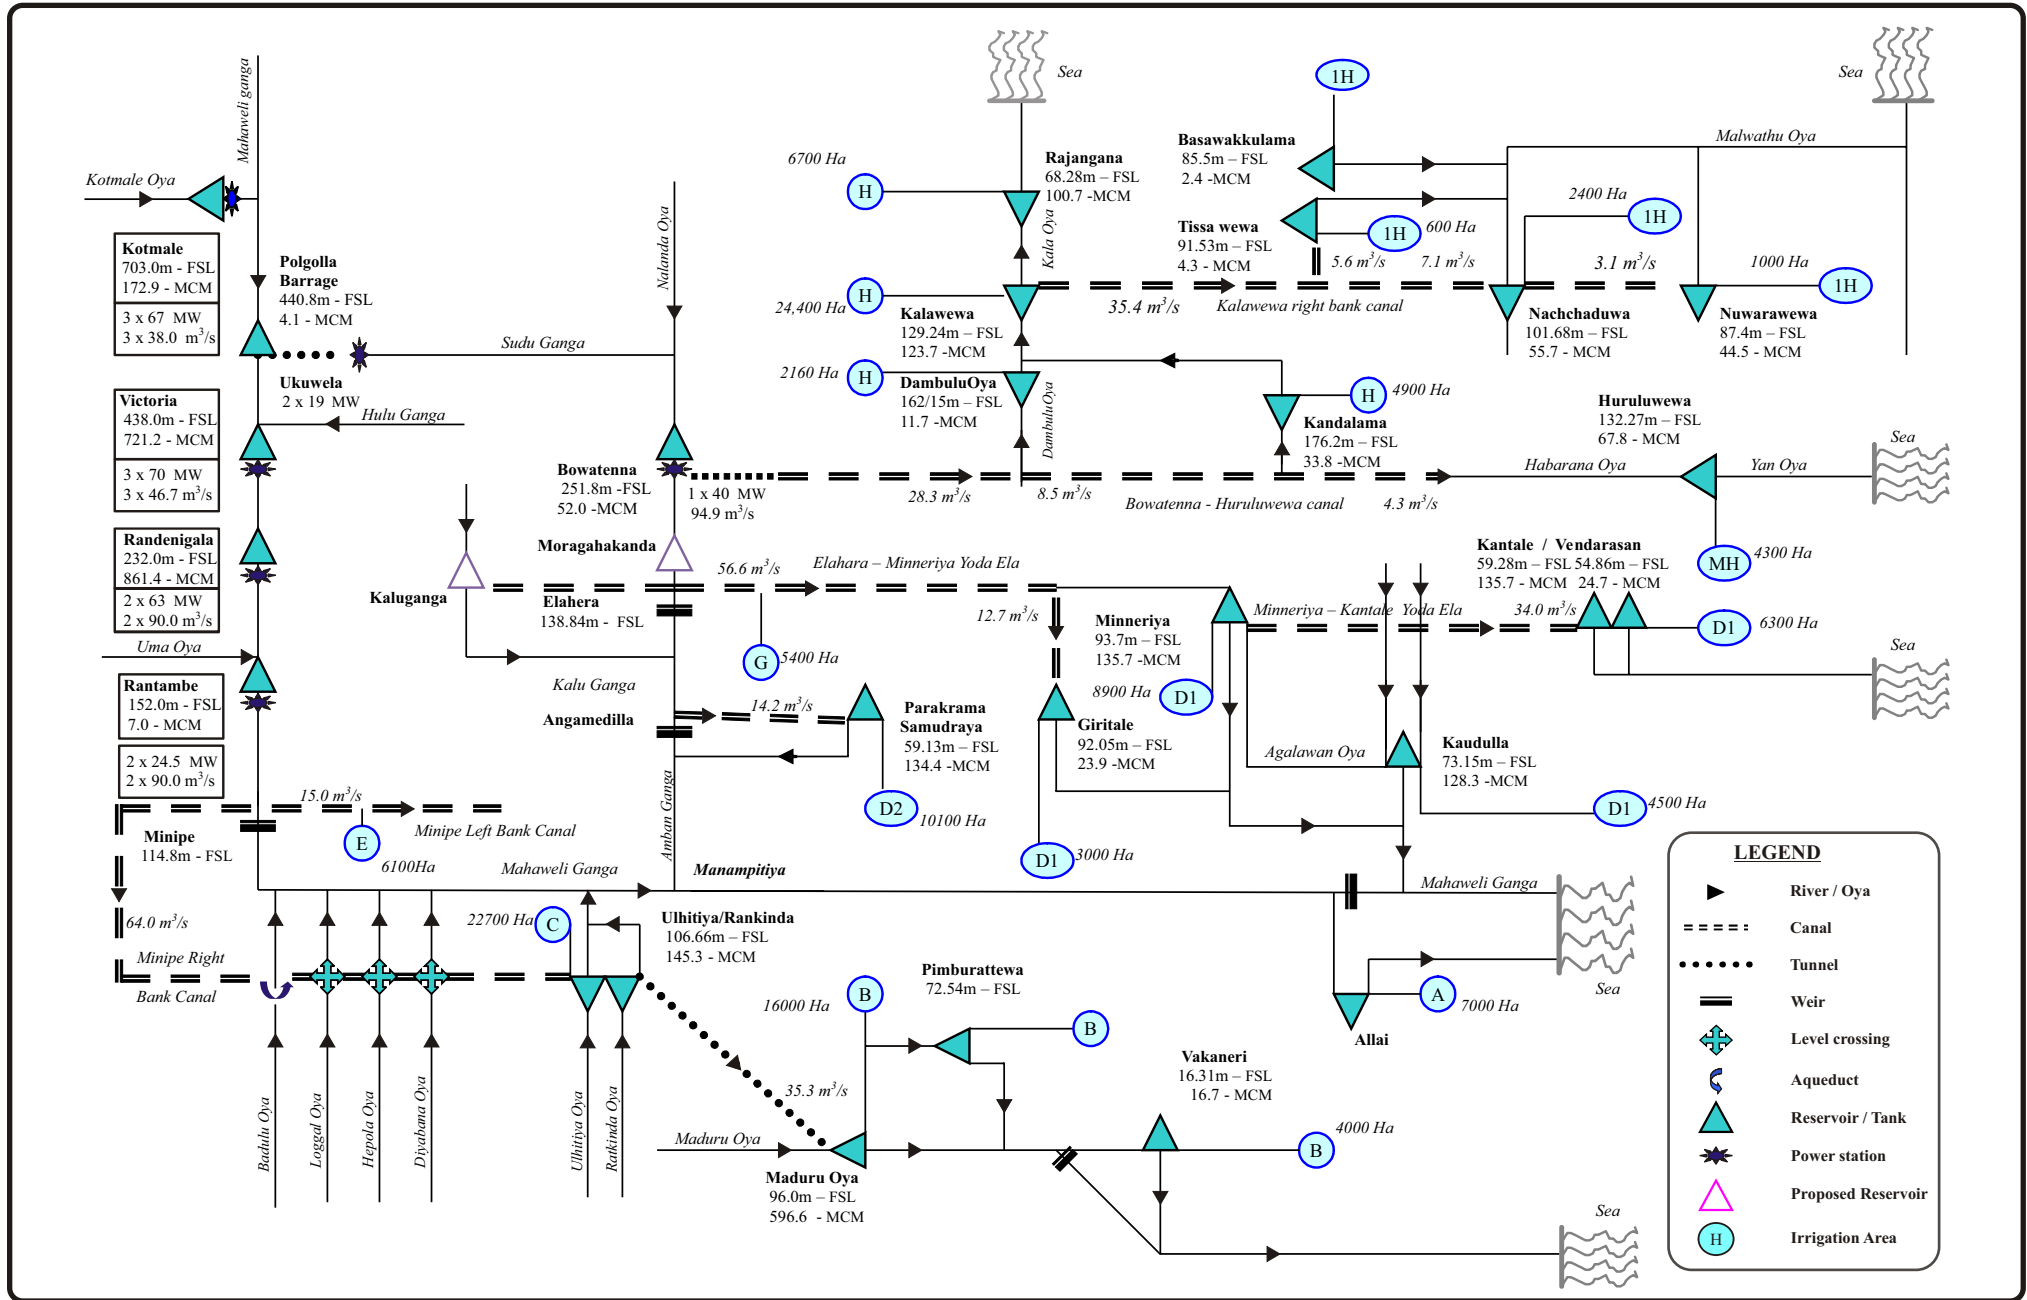 Mahaweli ganga
Kotmale Oya
Kotmale
703.0m - FSL
172.9 - MCM
3 x 67 MW
3 x 38.0 m³/s
Polgolla
Barrage
440.8m - FSL
4.1 - MCM
Ukuwela
2 x 19 MW
Sudu Ganga
Nalanda Oya
Hulu Ganga
Victoria
438.0m - FSL
721.2 - MCM
3 x 70 MW
3 x 46.7 m³/s
Randenigala
232.0m - FSL
861.4 - MCM
2 x 63 MW
2 x 90.0 m³/s
Uma Oya
Rantambe
152.0m - FSL
7.0 - MCM
2 x 24.5 MW
2 x 90.0 m³/s
15.0 m³/s
Minipe Left Bank Canal
Minipe
114.8m - FSL
E
6100Ha
64.0 m³/s
Minipe Right
Bank Canal
Mahaweli Ganga
Manampitiya
Badulu Oya
Loggal Oya
Hepola Oya
Diyabana Oya
Ulhitiya Oya
Ratkinda Oya
22700 Ha
C
Ulhitiya/Rankinda
106.66m – FSL
145.3 - MCM
35.3 m³/s
Maduru Oya
Maduru Oya
96.0m – FSL
596.6 - MCM
16000 Ha
B
Pimburattewa
72.54m – FSL
B
Vakaneri
16.31m – FSL
16.7 - MCM
4000 Ha
B
Sea
Bowatenna
251.8m -FSL
52.0 -MCM
1 x 40 MW
94.9 m³/s
28.3 m³/s
8.5 m³/s
Bowatenna - Huruluwewa canal
4.3 m³/s
Moragahakanda
Kaluganga
Elahera
138.84m - FSL
56.6 m³/s
Elahara – Minneriya Yoda Ela
G
5400 Ha
12.7 m³/s
Kalu Ganga
Angamedilla
14.2 m³/s
Amban Ganga
Parakrama
Samudraya
59.13m – FSL
134.4 -MCM
D2
10100 Ha
Giritale
92.05m – FSL
23.9 -MCM
D1
3000 Ha
Minneriya
93.7m – FSL
135.7 -MCM
8900 Ha
D1
Minneriya – Kantale Yoda Ela
34.0 m³/s
Kantale / Vendarasan
59.28m – FSL 54.86m – FSL
135.7 - MCM 24.7 - MCM
D1
6300 Ha
Sea
Agalawan Oya
Kaudulla
73.15m – FSL
128.3 -MCM
D1
4500 Ha
Mahaweli Ganga
A
7000 Ha
Allai
Sea
Sea
Rajangana
68.28m – FSL
100.7 -MCM
6700 Ha
H
Kala Oya
24,400 Ha
H
Kalawewa
129.24m – FSL
123.7 -MCM
35.4 m³/s
Kalawewa right bank canal
2160 Ha
H
DambuluOya
162/15m – FSL
11.7 -MCM
DambuluOya
H
4900 Ha
Kandalama
176.2m – FSL
33.8 -MCM
Basawakkulama
85.5m – FSL
2.4 -MCM
1H
Tissa wewa
91.53m – FSL
4.3 - MCM
1H
600 Ha
5.6 m³/s
7.1 m³/s
3.1 m³/s
Malwathu Oya
Sea
2400 Ha
1H
1000 Ha
1H
Nachchaduwa
101.68m – FSL
55.7 - MCM
Nuwarawewa
87.4m – FSL
44.5 - MCM
Huruluwewa
132.27m – FSL
67.8 - MCM
Habarana Oya
Yan Oya
Sea
MH
4300 Ha
LEGEND
River / Oya
Canal
Tunnel
Weir
Level crossing
Aqueduct
Reservoir / Tank
Power station
Proposed Reservoir
H
Irrigation Area